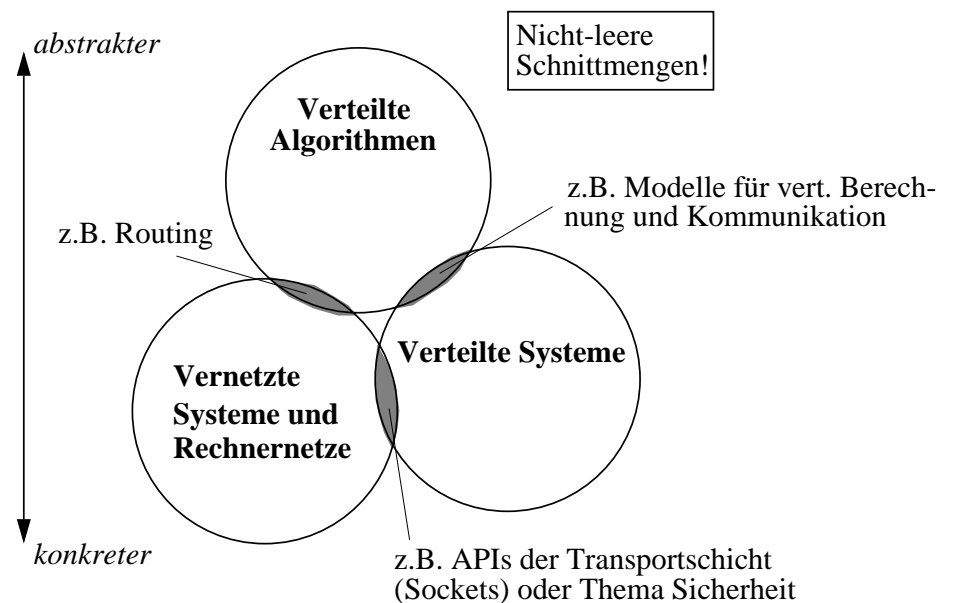 abstrakter
Nicht-leere
Schnittmengen!
Verteilte
Algorithmen
z.B. Modelle für vert. Berech-
nung und Kommunikation
z.B. Routing
Verteilte Systeme
Vernetzte
Systeme und
Rechnernetze
konkreter
z.B. APIs der Transportschicht
(Sockets) oder Thema Sicherheit